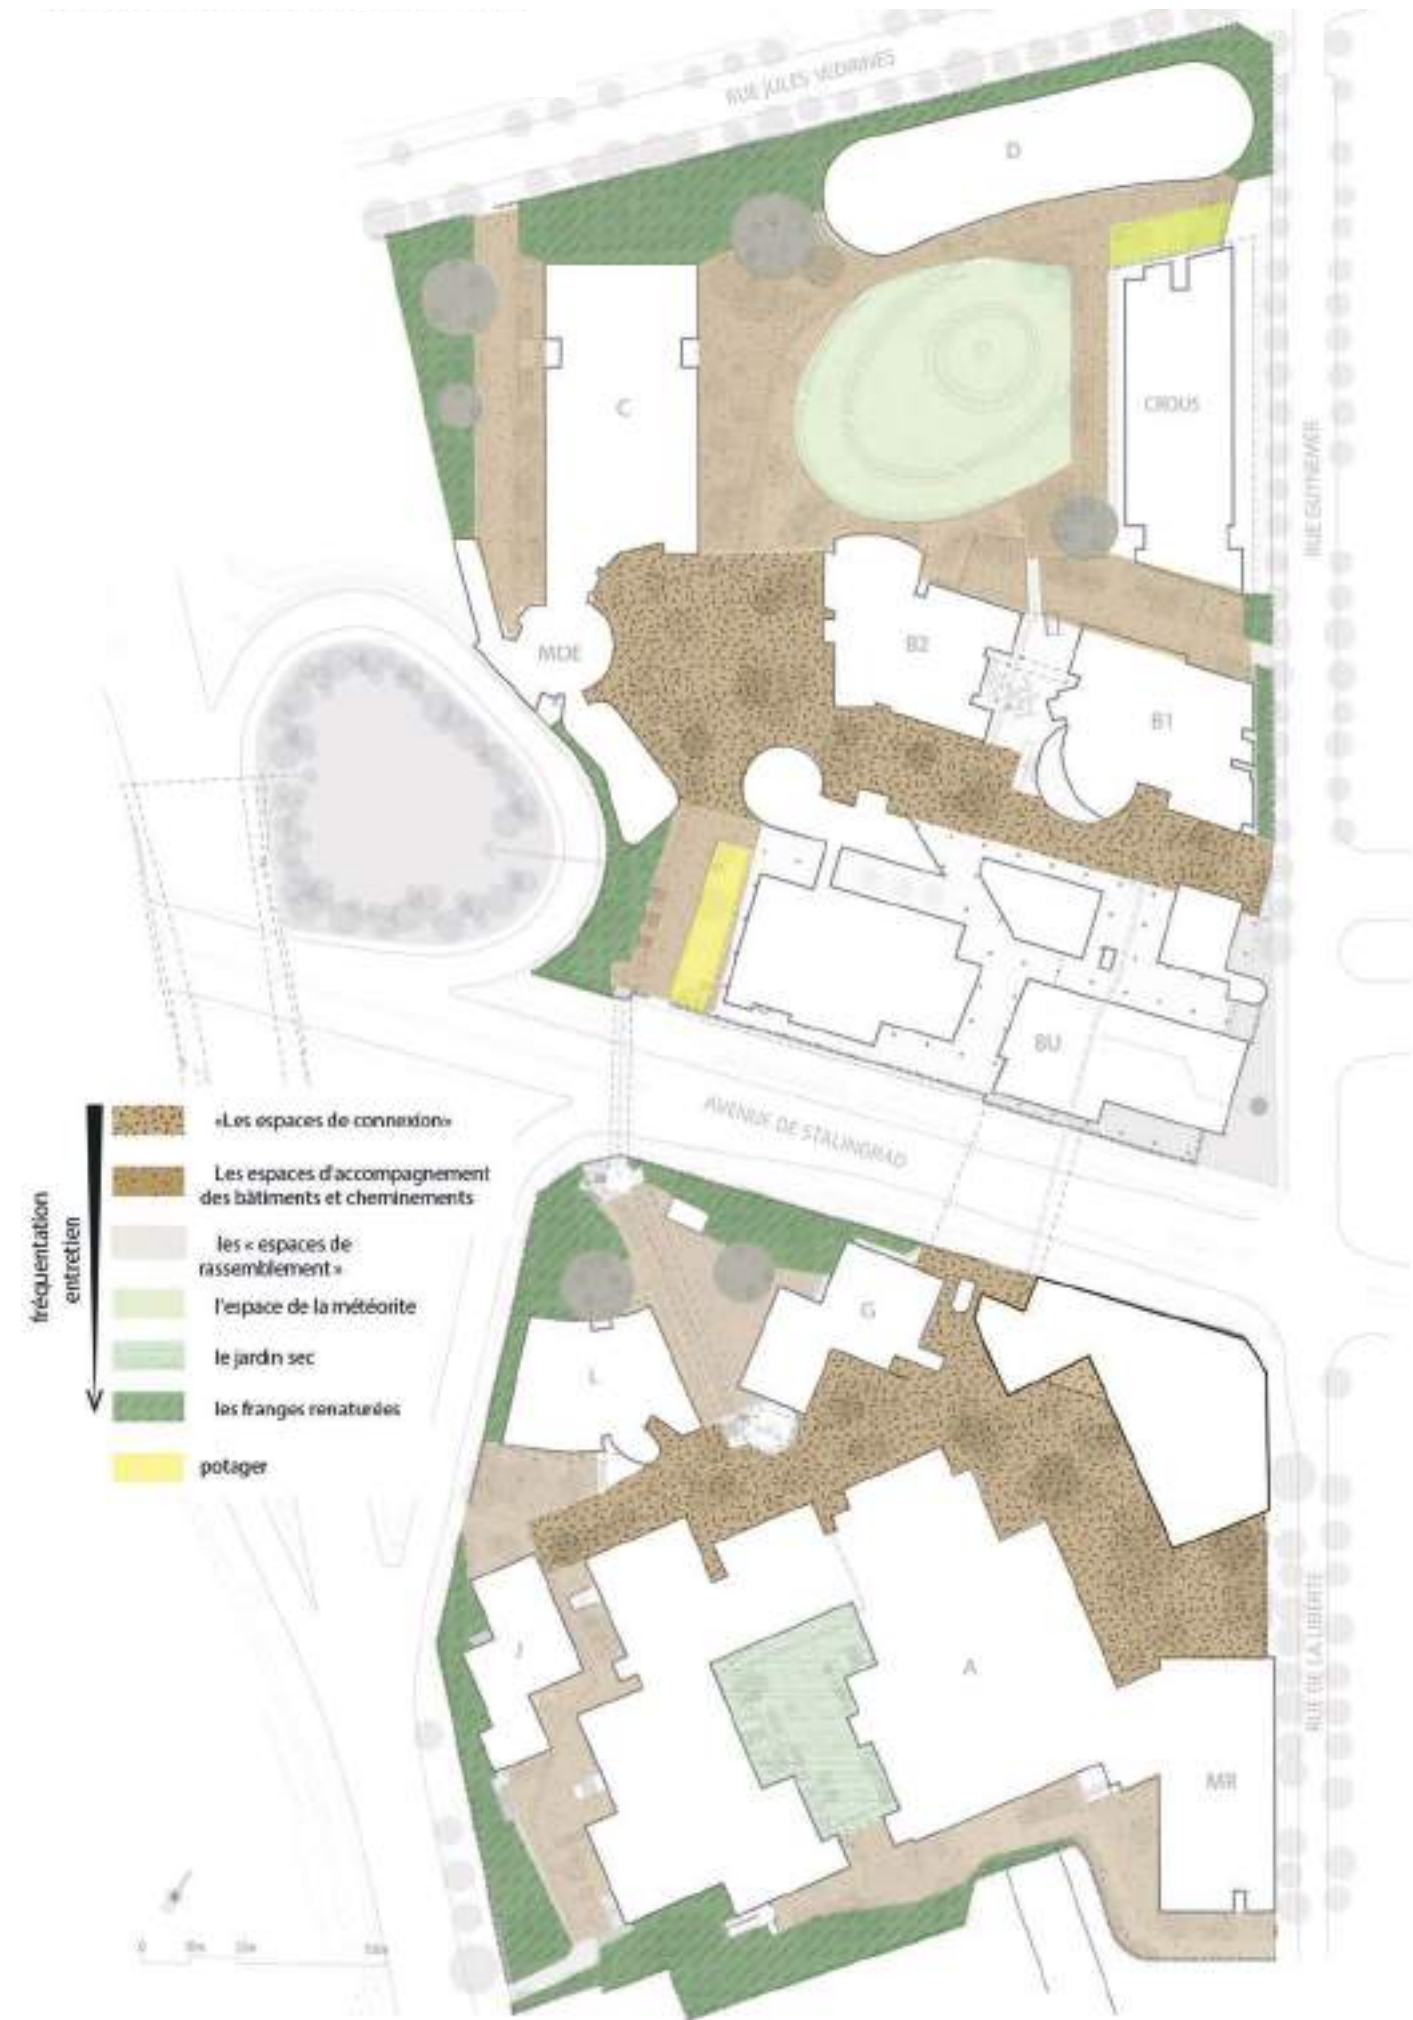 RUE JULES VEDRINES
D
C
CROUS
RUE GUYNEMER
MDE
B2
B1
BU
AVENUE DE STALINGRAD
«Les espaces de connexion»
Les espaces d'accompagnement
des bâtiments et cheminements
les « espaces de
rassemblement »
l'espace de la météorite
le jardin sec
les franges renaturées
potager
fréquentation
entretien
G
L
J
A
RUE DE LA LIBERTE
MR
0